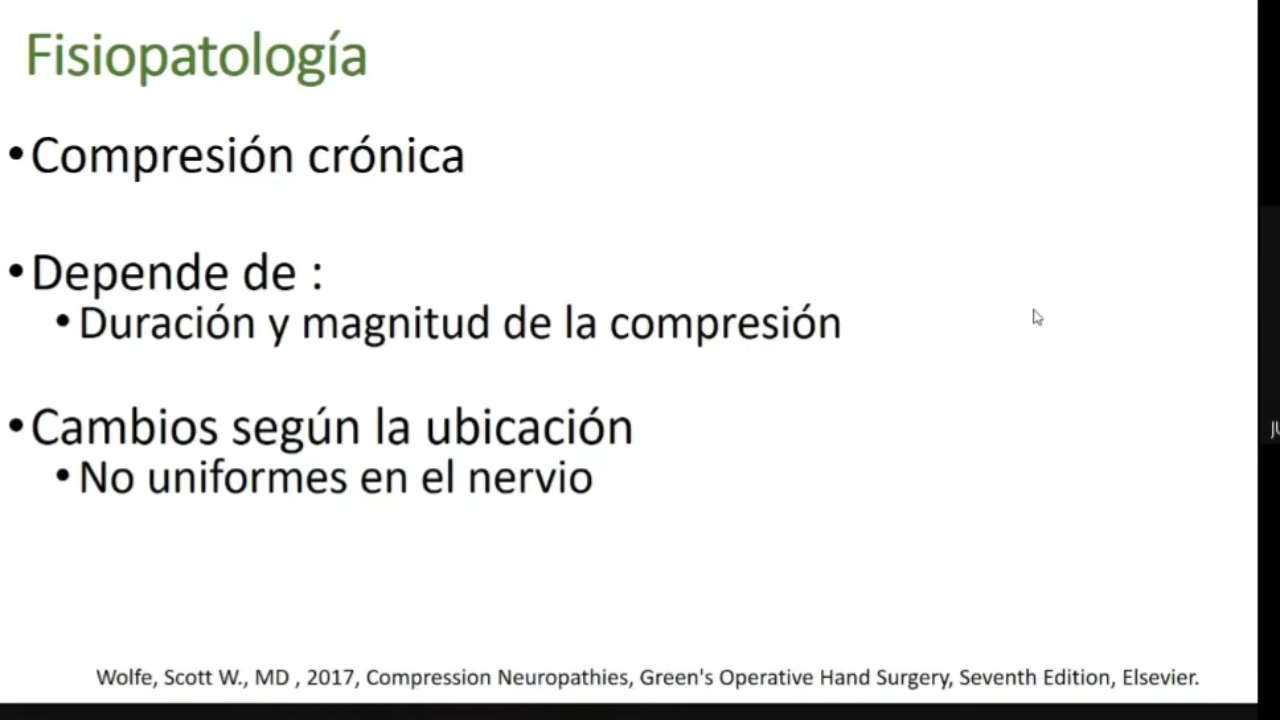 Fisiopatología
•Compresión crónica
•Depende de :
•Duración y magnitud de la compresión
•Cambios según la ubicación
•No uniformes en el nervio
Wolfe, Scott W., MD , 2017, Compression Neuropathies, Green's Operative Hand Surgery, Seventh Edition, Elsevier.